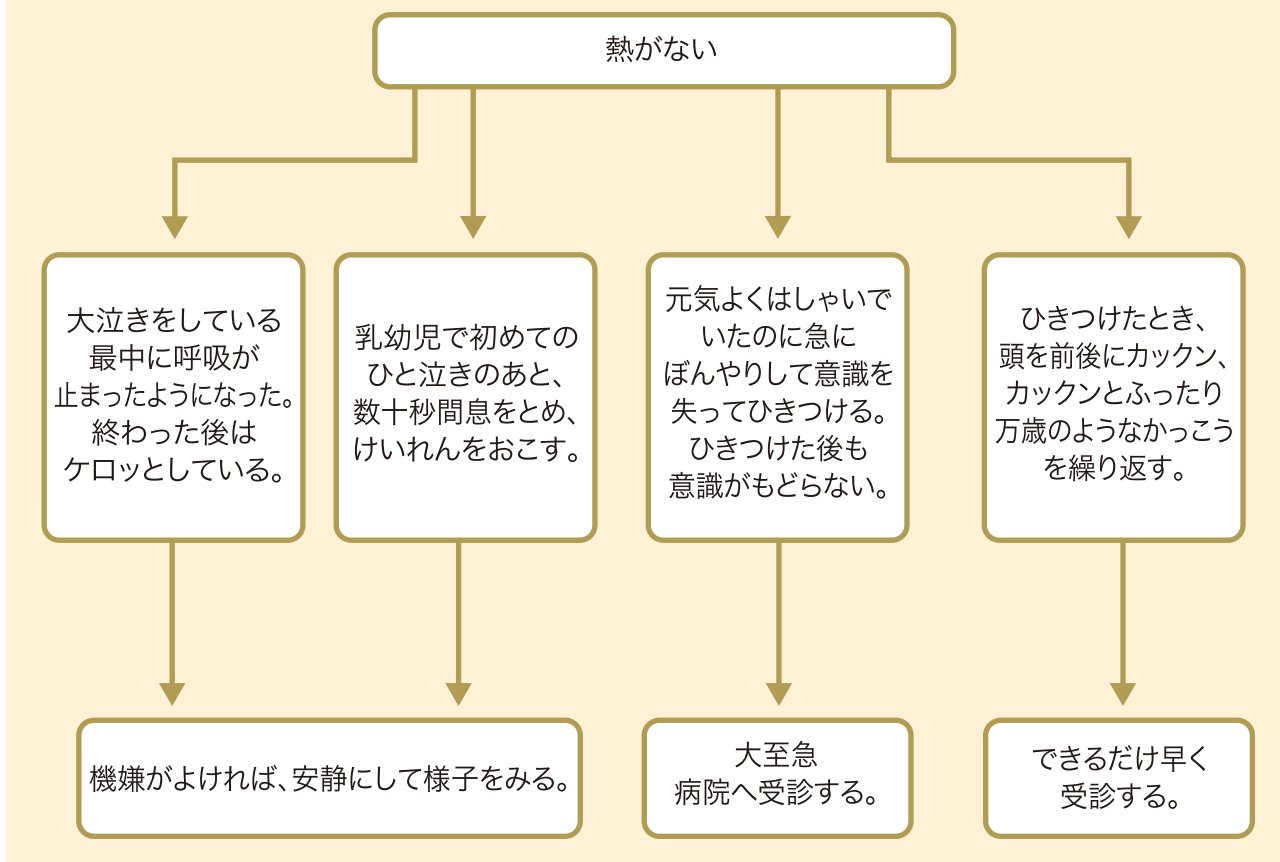 熱がない
大泣きをしている
最中に呼吸が
止まったようになった。
終わった後は
ケロッとしている。
乳幼児で初めての
ひと泣きのあと、
数十秒間息をとめ、
けいれんをおこす。
元気よくはしゃいで
いたのに急に
ぼんやりして意識を
失ってひきつける。
ひきつけた後も
意識がもどらない。
ひきつけたとき、
頭を前後にカックン、
カックンとふったり
万歳のようなかっこう
を繰り返す。
機嫌がよければ、安静にして様子をみる。
大至急
病院へ受診する。
できるだけ早く
受診する。